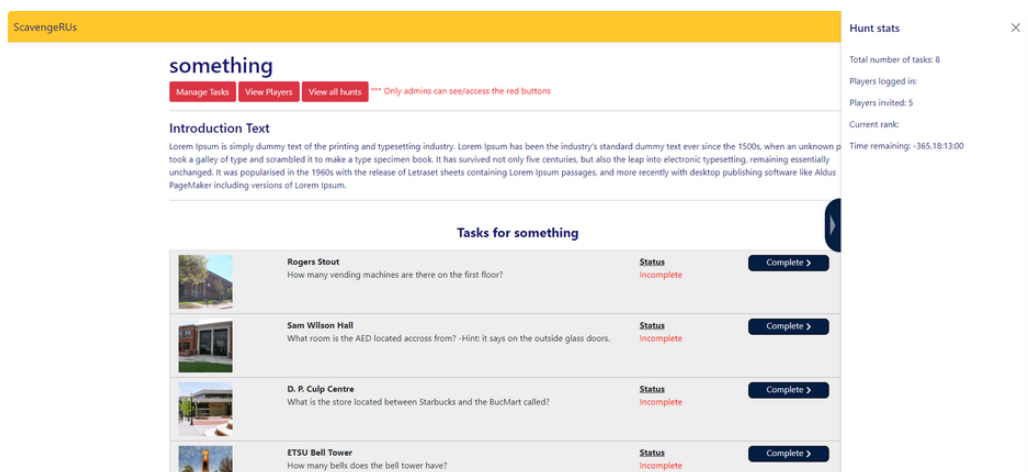 ScavengeRUs
something
Manage Tasks View Players View all hunts *** Only admins can see/access the red buttons
Introduction Text
Lorem Ipsum is simply dummy text of the printing and typesetting industry. Lorem Ipsum has been the industry's standard dummy text ever since the 1500s, when an unknown p
took a galley of type and scrambled it to make a type specimen book. It has survived not only five centuries, but also the leap into electronic typesetting, remaining essentially
unchanged. It was popularised in the 1960s with the release of Letraset sheets containing Lorem Ipsum passages, and more recently with desktop publishing software like Aldus
PageMaker including versions of Lorem Ipsum.
Tasks for something
Rogers Stout Status Complete
How many vending machines are there on the first floor? Incomplete
Sam Wilson Hall Status Complete
What room is the AED located accross from? -Hint: it says on the outside glass doors. Incomplete
D. P. Culp Centre Status Complete
What is the store located between Starbucks and the BucMart called? Incomplete
ETSU Bell Tower Status Complete
How many bells does the bell tower have? Incomplete
Hunt stats
Total number of tasks: 8
Players logged in:
Players invited: 5
Current rank:
Time remaining: -365.18:13:00